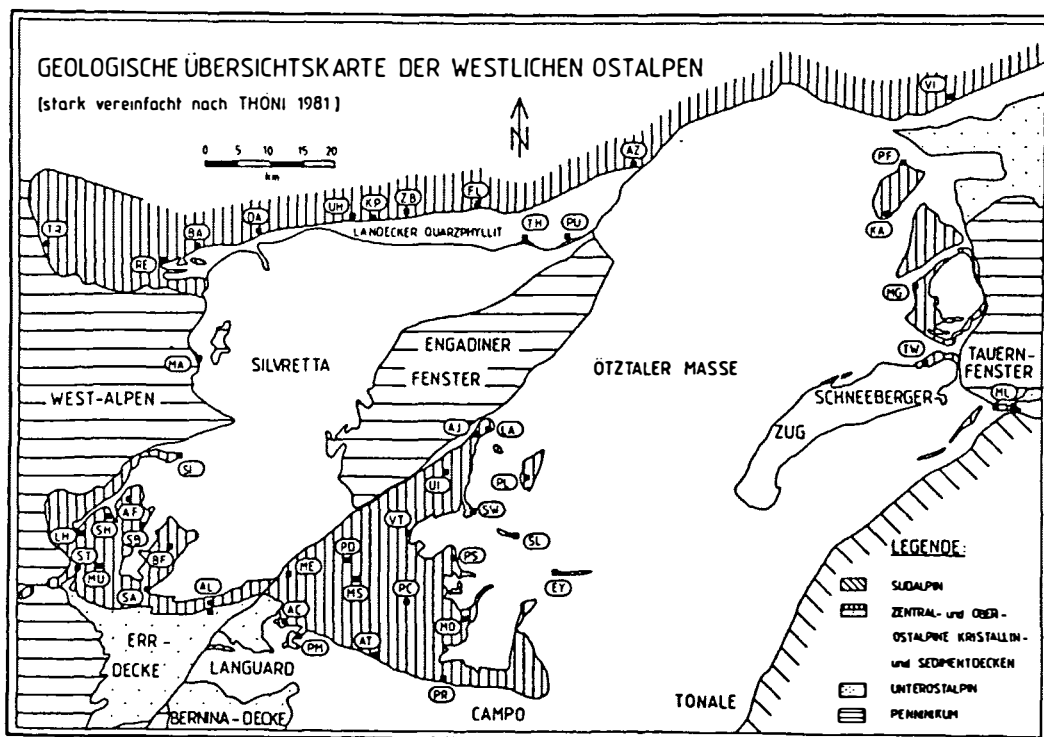 GEOLOGISCHE ÜBERSICHTSKARTE DER WESTLICHEN OSTALPEN
(stark vereinfacht nach THÖNI 1981)
N
0 5 10 15 20
km
VI
AZ
PF
FL
ZB
KP
UH
DA
BA
TR
RE
LANDECKER QUARZPHYLLIT
TH
PU
KA
MG
MA
SILVRETTA
ENGADINER
FENSTER
ÖTZTALER MASSE
TW
TAUERN-
FENSTER
ML
WEST-ALPEN
SCHNEEBERGER
ZUG
AJ
LA
SI
UI
PL
AF
SH
SB
LH
VT
SW
SL
ST
MU
BF
PD
PS
ME
MS
PC
EY
SA
AL
AC
MO
AT
PM
PR
ERR-
DECKE
LANGUARD
BERNINA-DECKE
CAMPO
TONALE
LEGENDE:
SÜDALPIN
ZENTRAL- und OBER-
OSTALPINE KRISTALLIN-
und SEDIMENTDECKEN
UNTEROSTALPIN
PENNINIKUM